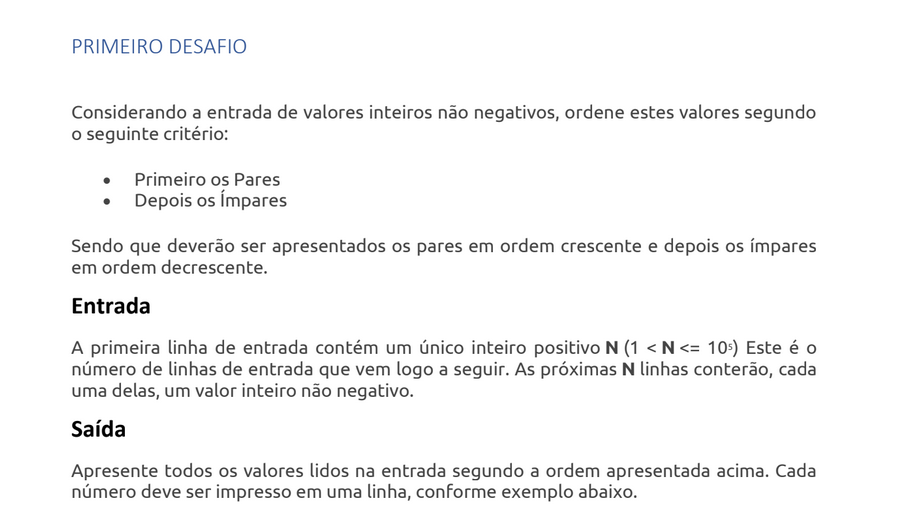 PRIMEIRO DESAFIO
Considerando a entrada de valores inteiros não negativos, ordene estes valores segundo
o seguinte critério:
• Primeiro os Pares
• Depois os Ímpares
Sendo que deverão ser apresentados os pares em ordem crescente e depois os ímpares
em ordem decrescente.
Entrada
A primeira linha de entrada contém um único inteiro positivo N (1 < N <= 10⁵) Este é o
número de linhas de entrada que vem logo a seguir. As próximas N linhas conterão, cada
uma delas, um valor inteiro não negativo.
Saída
Apresente todos os valores lidos na entrada segundo a ordem apresentada acima. Cada
número deve ser impresso em uma linha, conforme exemplo abaixo.